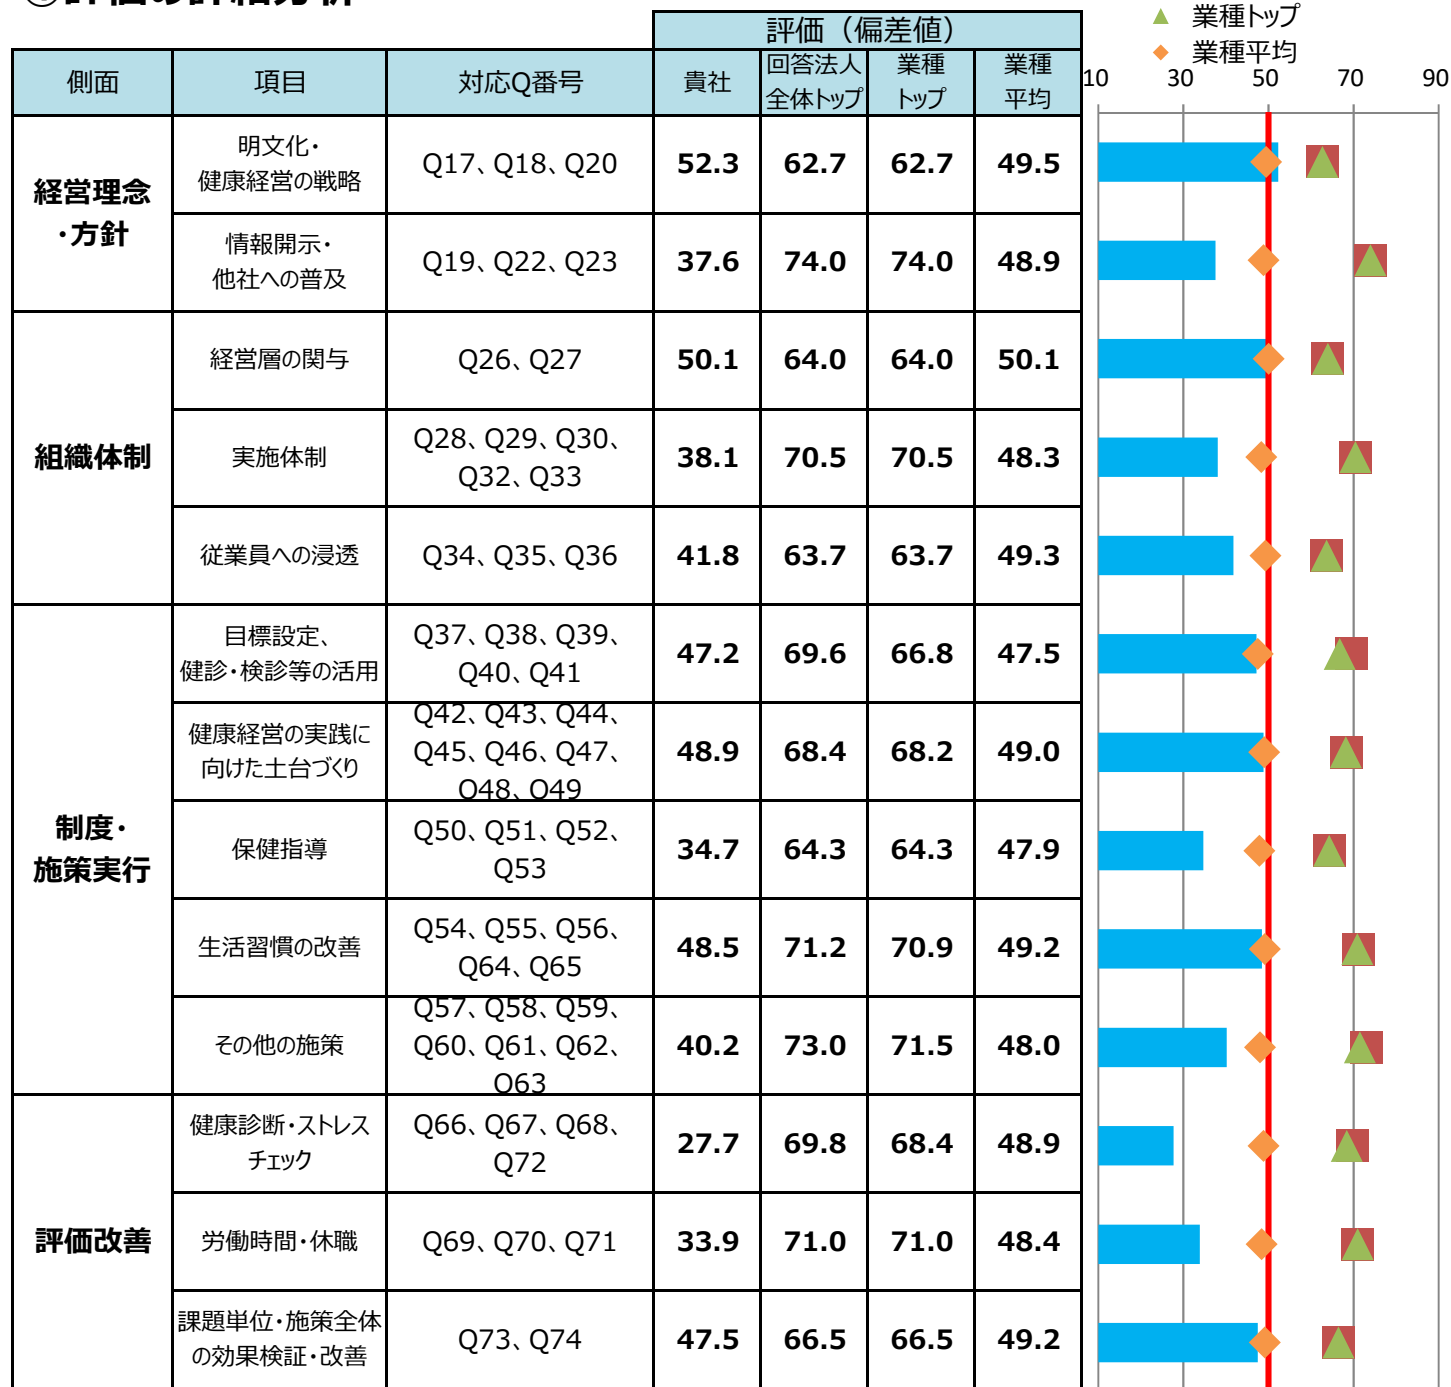 ①評価の詳細分析
▲ 業種トップ
◆ 業種平均
評価（偏差値）
側面 項目 対応Q番号 貴社 回答法人 業種 業種
全体トップ トップ 平均
10 30 50 70 90
経営理念
・方針
明文化・
健康経営の戦略
Q17、Q18、Q20 52.3 62.7 62.7 49.5
情報開示・
他社への普及
Q19、Q22、Q23 37.6 74.0 74.0 48.9
組織体制
経営層の関与 Q26、Q27 50.1 64.0 64.0 50.1
実施体制
Q28、Q29、Q30、
Q32、Q33
38.1 70.5 70.5 48.3
従業員への浸透 Q34、Q35、Q36 41.8 63.7 63.7 49.3
制度・
施策実行
目標設定、
健診・検診等の活用
Q37、Q38、Q39、
Q40、Q41
47.2 69.6 66.8 47.5
健康経営の実践に
向けた土台づくり
Q42、Q43、Q44、
Q45、Q46、Q47、
Q48、Q49
48.9 68.4 68.2 49.0
保健指導
Q50、Q51、Q52、
Q53
34.7 64.3 64.3 47.9
生活習慣の改善
Q54、Q55、Q56、
Q64、Q65
48.5 71.2 70.9 49.2
その他の施策
Q57、Q58、Q59、
Q60、Q61、Q62、
Q63
40.2 73.0 71.5 48.0
評価改善
健康診断・ストレス
チェック
Q66、Q67、Q68、
Q72
27.7 69.8 68.4 48.9
労働時間・休職 Q69、Q70、Q71 33.9 71.0 71.0 48.4
課題単位・施策全体
の効果検証・改善
Q73、Q74 47.5 66.5 66.5 49.2